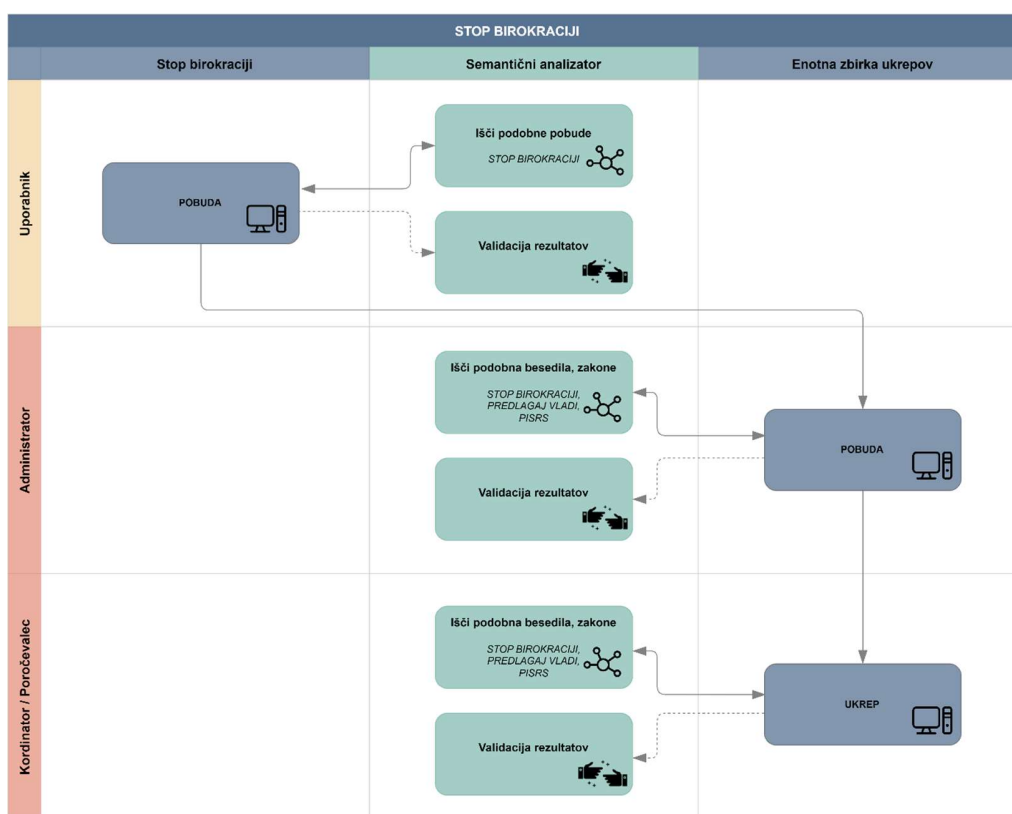 STOP BIROKRACIJI
Stop birokraciji
Semantični analizator
Enotna zbirka ukrepov
Uporabnik
POBUDA
Išči podobne pobude
STOP BIROKRACIJI
Validacija rezultatov
Administrator
Išči podobna besedila, zakone
STOP BIROKRACIJI,
PREDLAGAJ VLADI,
PISRS
Validacija rezultatov
POBUDA
Kordinator / Poročevalec
Išči podobna besedila, zakone
STOP BIROKRACIJI,
PREDLAGAJ VLADI,
PISRS
Validacija rezultatov
UKREP